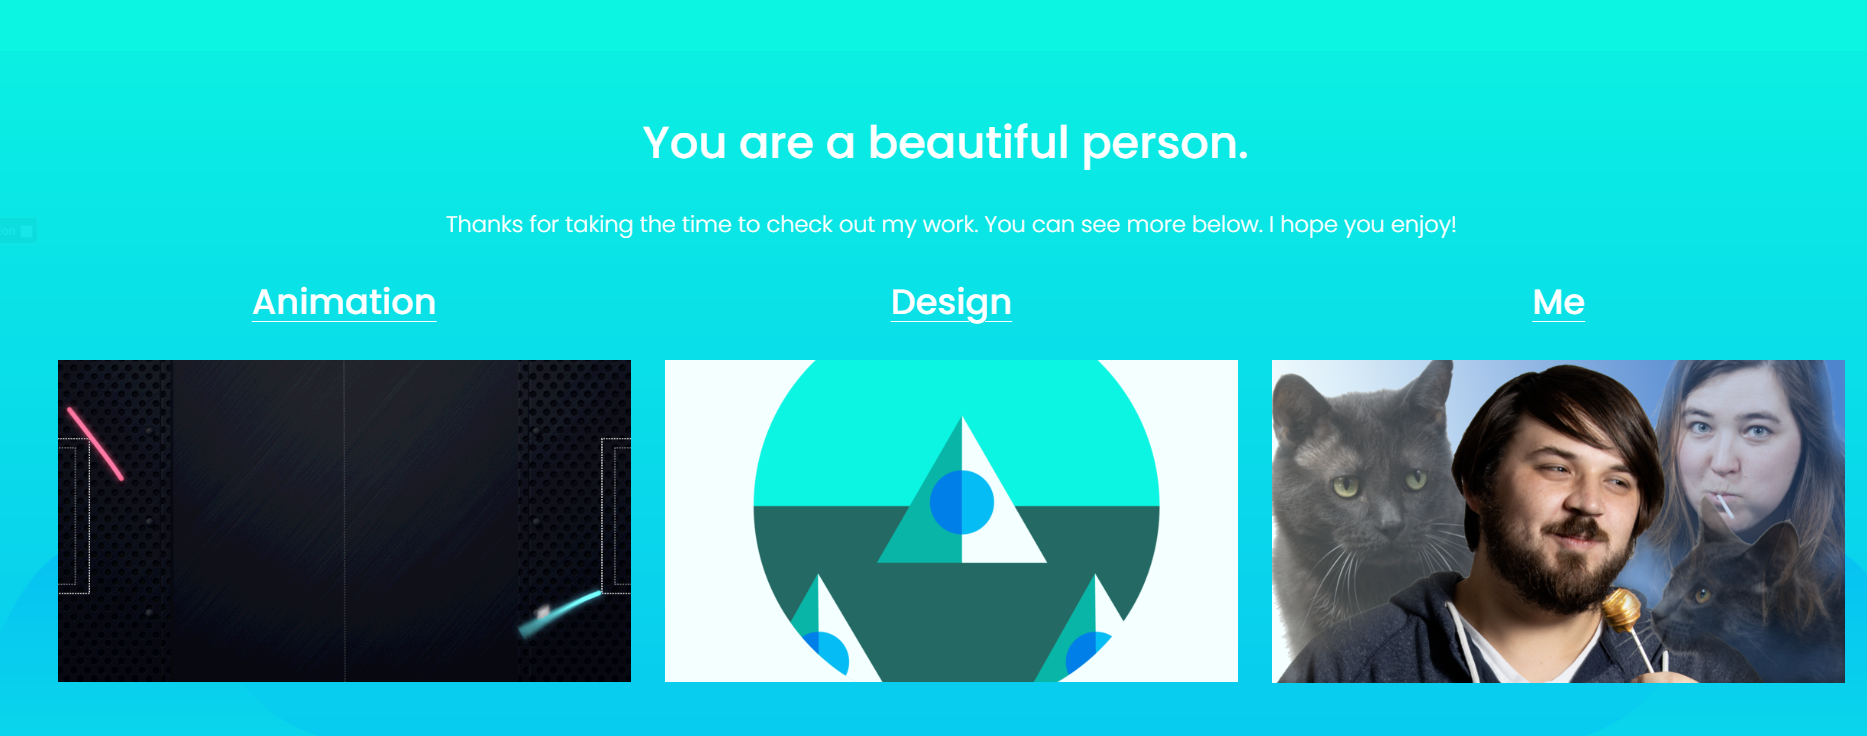 You are a beautiful person.
Thanks for taking the time to check out my work. You can see more below. I hope you enjoy!
Animation
Design
Me